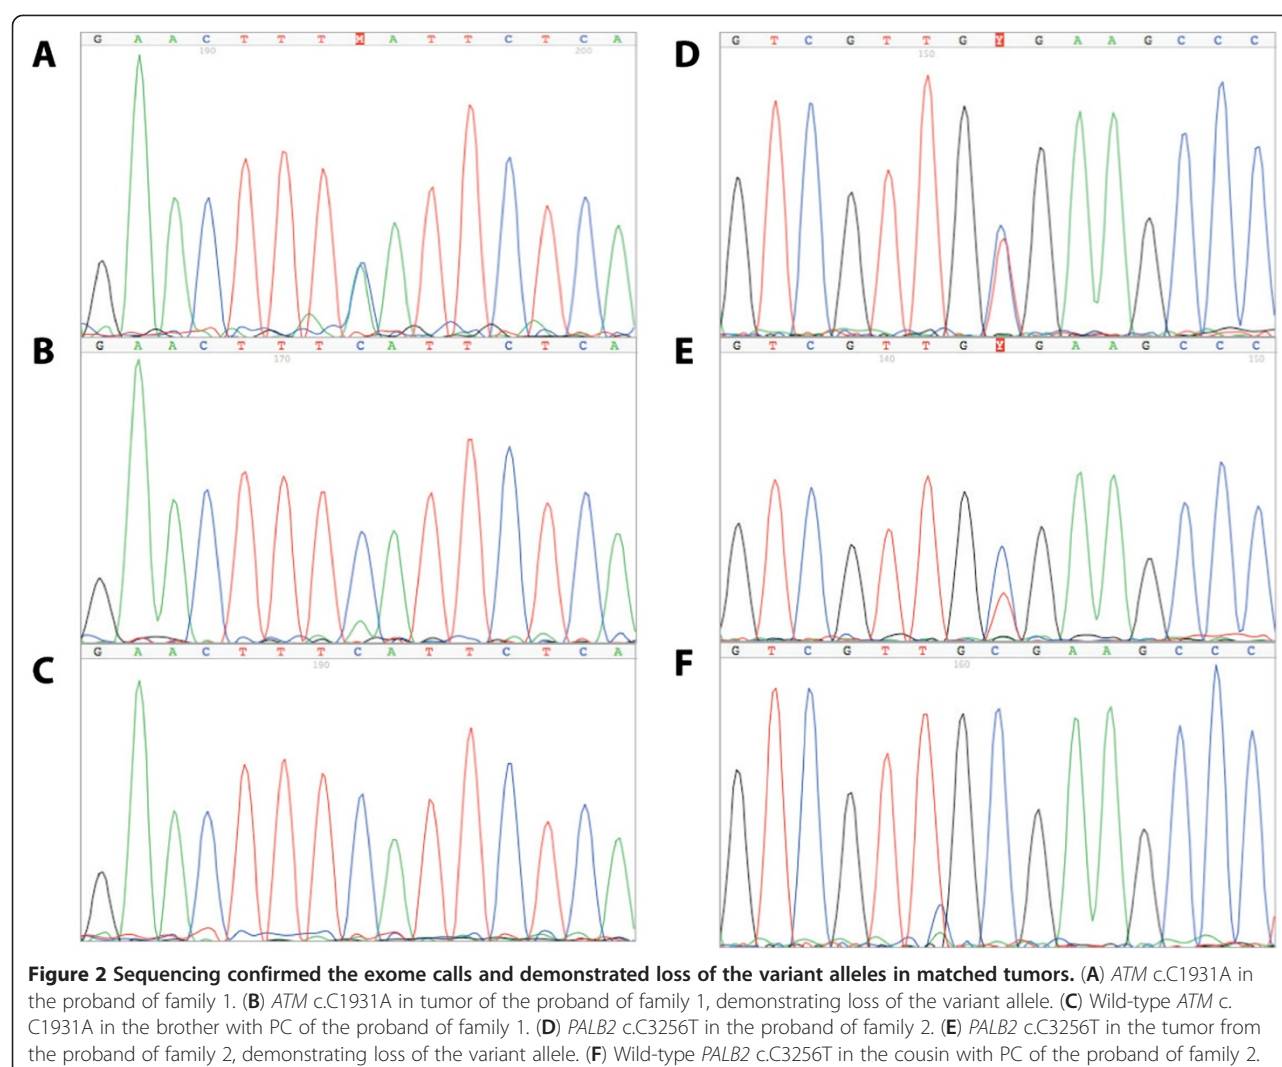 A
G A A C T T T M A T T C T C A
190 200
B
G A A C T T T C A T T C T C A
170
C
G A A C T T T C A T T C T C A
190
D
G T C G T T G Y G A A G C C C
150
E
G T C G T T G Y G A A G C C C
140 150
F
G T C G T T G C G A A G C C C
160
Figure 2 Sequencing confirmed the exome calls and demonstrated loss of the variant alleles in matched tumors. (A) ATM c.C1931A in
the proband of family 1. (B) ATM c.C1931A in tumor of the proband of family 1, demonstrating loss of the variant allele. (C) Wild-type ATM c.
C1931A in the brother with PC of the proband of family 1. (D) PALB2 c.C3256T in the proband of family 2. (E) PALB2 c.C3256T in the tumor from
the proband of family 2, demonstrating loss of the variant allele. (F) Wild-type PALB2 c.C3256T in the cousin with PC of the proband of family 2.